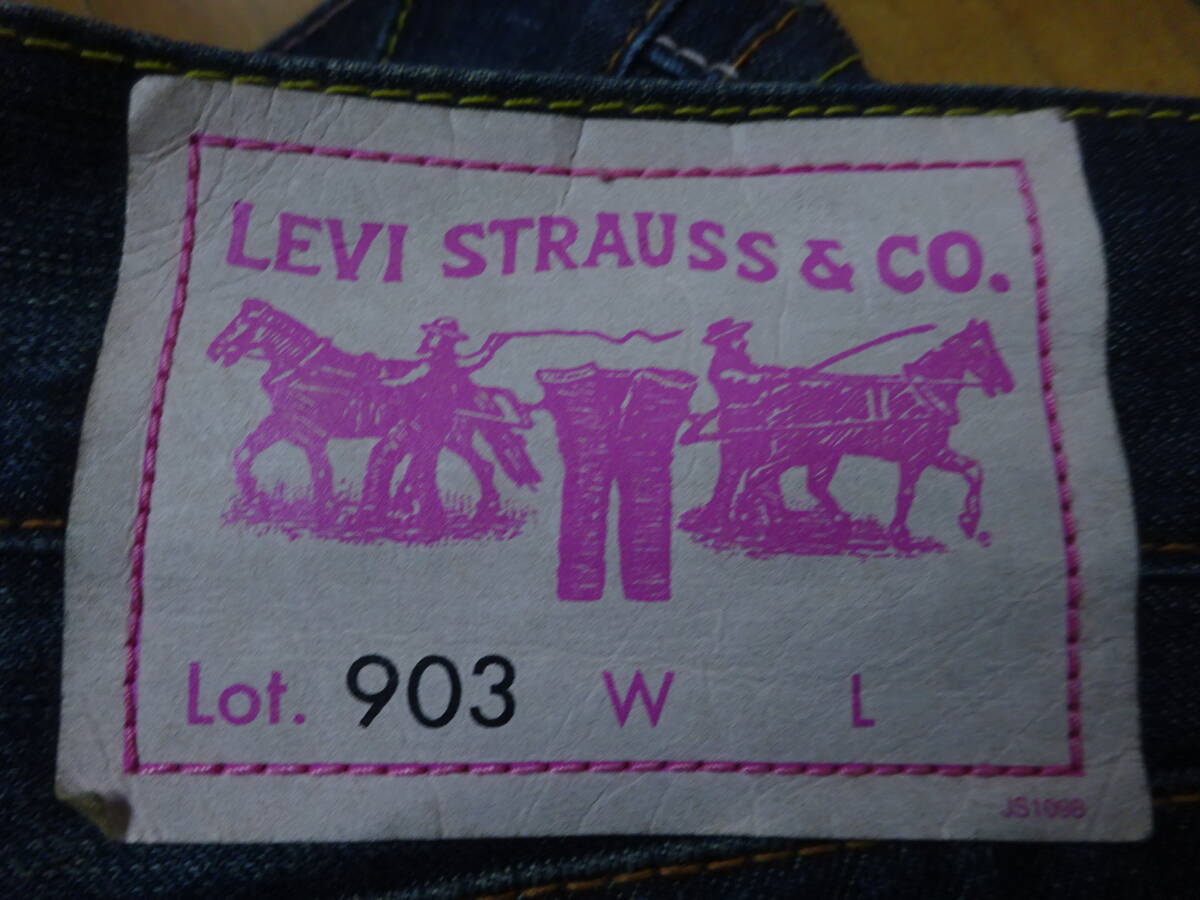 LEVI STRAUSS & CO.
®
Lot. 903 W L
JS1098